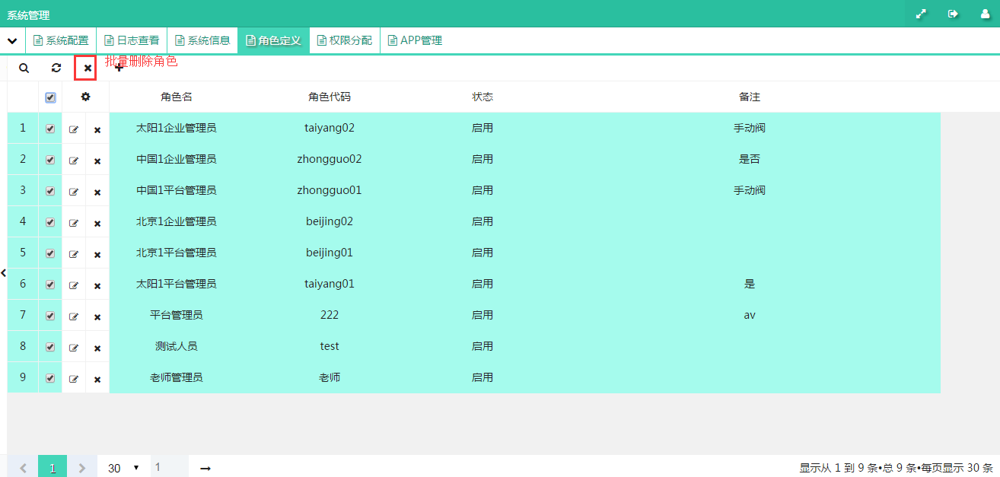 系统管理
系统配置 日志查看 系统信息 角色定义 权限分配 APP管理
批量删除角色
角色名 角色代码 状态 备注
1 太阳1企业管理员 taiyang02 启用 手动阀
2 中国1企业管理员 zhongguo02 启用 是否
3 中国1平台管理员 zhongguo01 启用 手动阀
4 北京1企业管理员 beijing02 启用
5 北京1平台管理员 beijing01 启用
6 太阳1平台管理员 taiyang01 启用 是
7 平台管理员 222 启用 av
8 测试人员 test 启用
9 老师管理员 老师 启用
1 30 1 显示从 1 到 9 条•总 9 条•每页显示 30 条